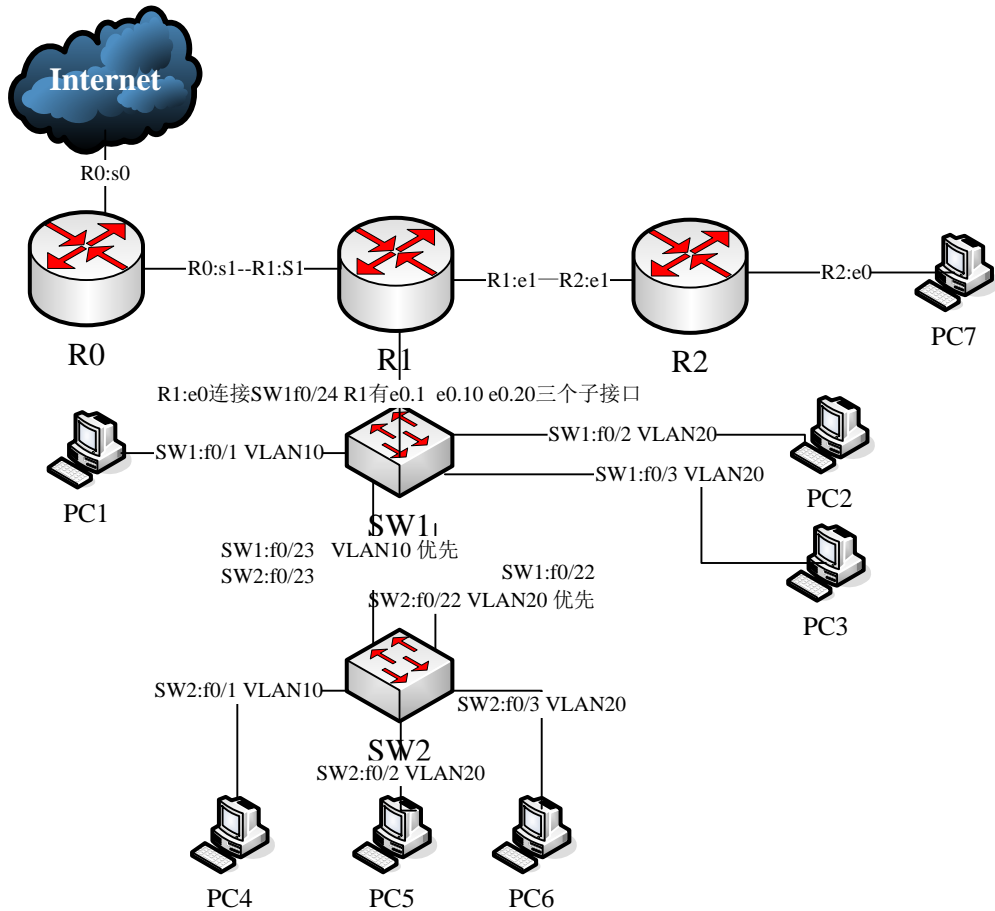 Internet
R0:s0
R0:s1--R1:S1
R1:e1—R2:e1
R2:e0
R0
R1
R2
PC7
R1:e0连接SW1f0/24 R1有e0.1 e0.10 e0.20三个子接口
SW1:f0/1 VLAN10
SW1:f0/2 VLAN20
SW1:f0/3 VLAN20
PC1
PC2
SW1
SW1:f0/23 VLAN10 优先
SW2:f0/23
SW1:f0/22
SW2:f0/22 VLAN20 优先
PC3
SW2:f0/1 VLAN10
SW2:f0/3 VLAN20
SW2
SW2:f0/2 VLAN20
PC4
PC5
PC6